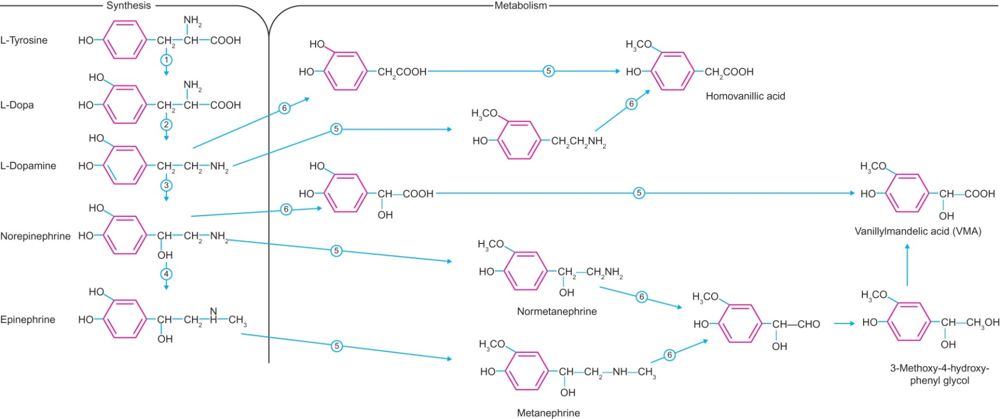 Synthesis
Metabolism
L-Tyrosine
HO
NH₂
CH₂
CH
COOH
1
L-Dopa
HO
HO
NH₂
CH₂
CH
COOH
2
L-Dopamine
HO
HO
CH₂
CH₂
NH₂
3
Norepinephrine
HO
HO
CH
CH₂
NH₂
OH
4
Epinephrine
HO
HO
CH
CH₂
N
H
CH₃
OH
HO
HO
CH₂COOH
5
H₃CO
HO
CH₂COOH
Homovanillic acid
6
6
5
H₃CO
HO
CH₂CH₂NH₂
HO
HO
CH
COOH
OH
5
H₃CO
HO
CH
COOH
OH
Vanillylmandelic acid (VMA)
6
5
H₃CO
HO
CH₂
CH₂NH₂
OH
Normetanephrine
6
5
H₃CO
HO
CH
CH₂
NH
CH₃
OH
Metanephrine
6
H₃CO
HO
CH
CHO
OH
H₃CO
HO
CH
CH₃OH
OH
3-Methoxy-4-hydroxy-
phenyl glycol